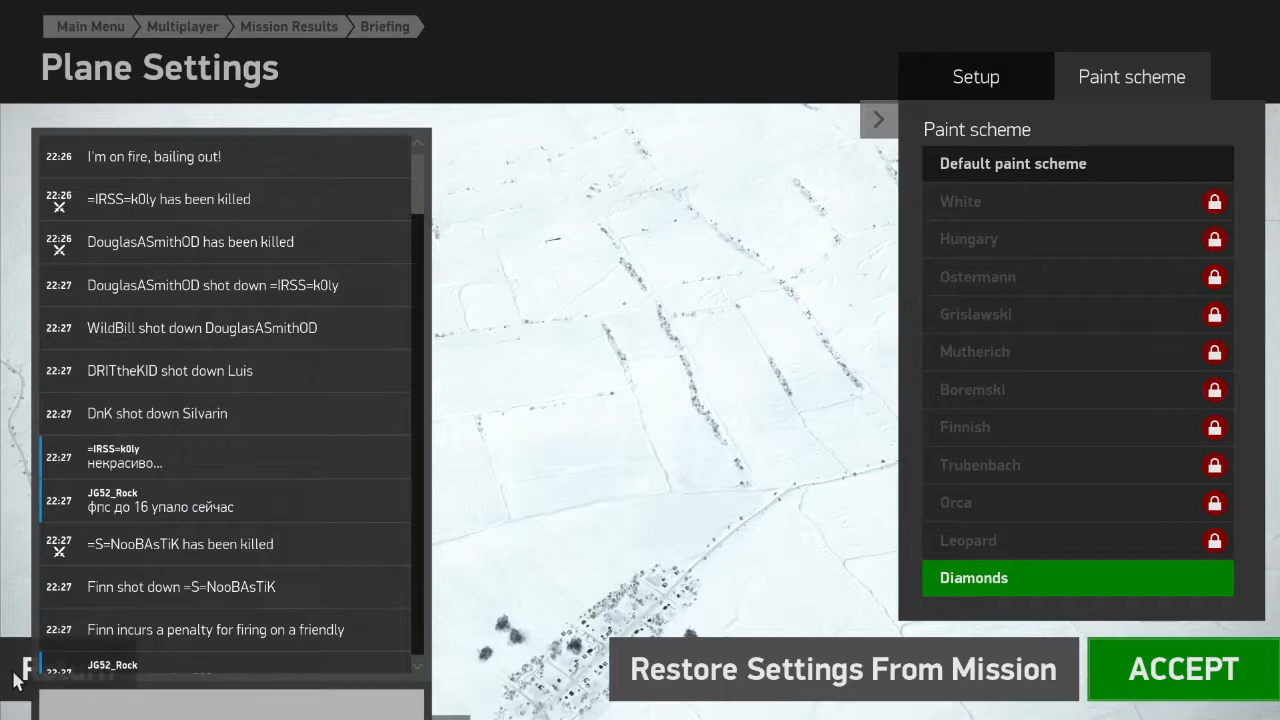 Main Menu
Multiplayer
Mission Results
Briefing
Plane Settings
Setup
Paint scheme
22:26 I'm on fire, bailing out!
22:26 =IRSS=k0ly has been killed
22:26 DouglasASmithOD has been killed
22:27 DouglasASmithOD shot down =IRSS=k0ly
22:27 WildBill shot down DouglasASmithOD
22:27 DRITtheKID shot down Luis
22:27 DnK shot down Silvarin
=IRSS=k0ly
22:27 некрасиво...
JG52_Rock
22:27 фпс до 16 упало сейчас
22:27 =S=NooBAsTiK has been killed
22:27 Finn shot down =S=NooBAsTiK
22:27 Finn incurs a penalty for firing on a friendly
JG52_Rock
22:27
Paint scheme
Default paint scheme
White
Hungary
Ostermann
Grislawski
Mutherich
Boremski
Finnish
Trubenbach
Orca
Leopard
Diamonds
Restore Settings From Mission
ACCEPT